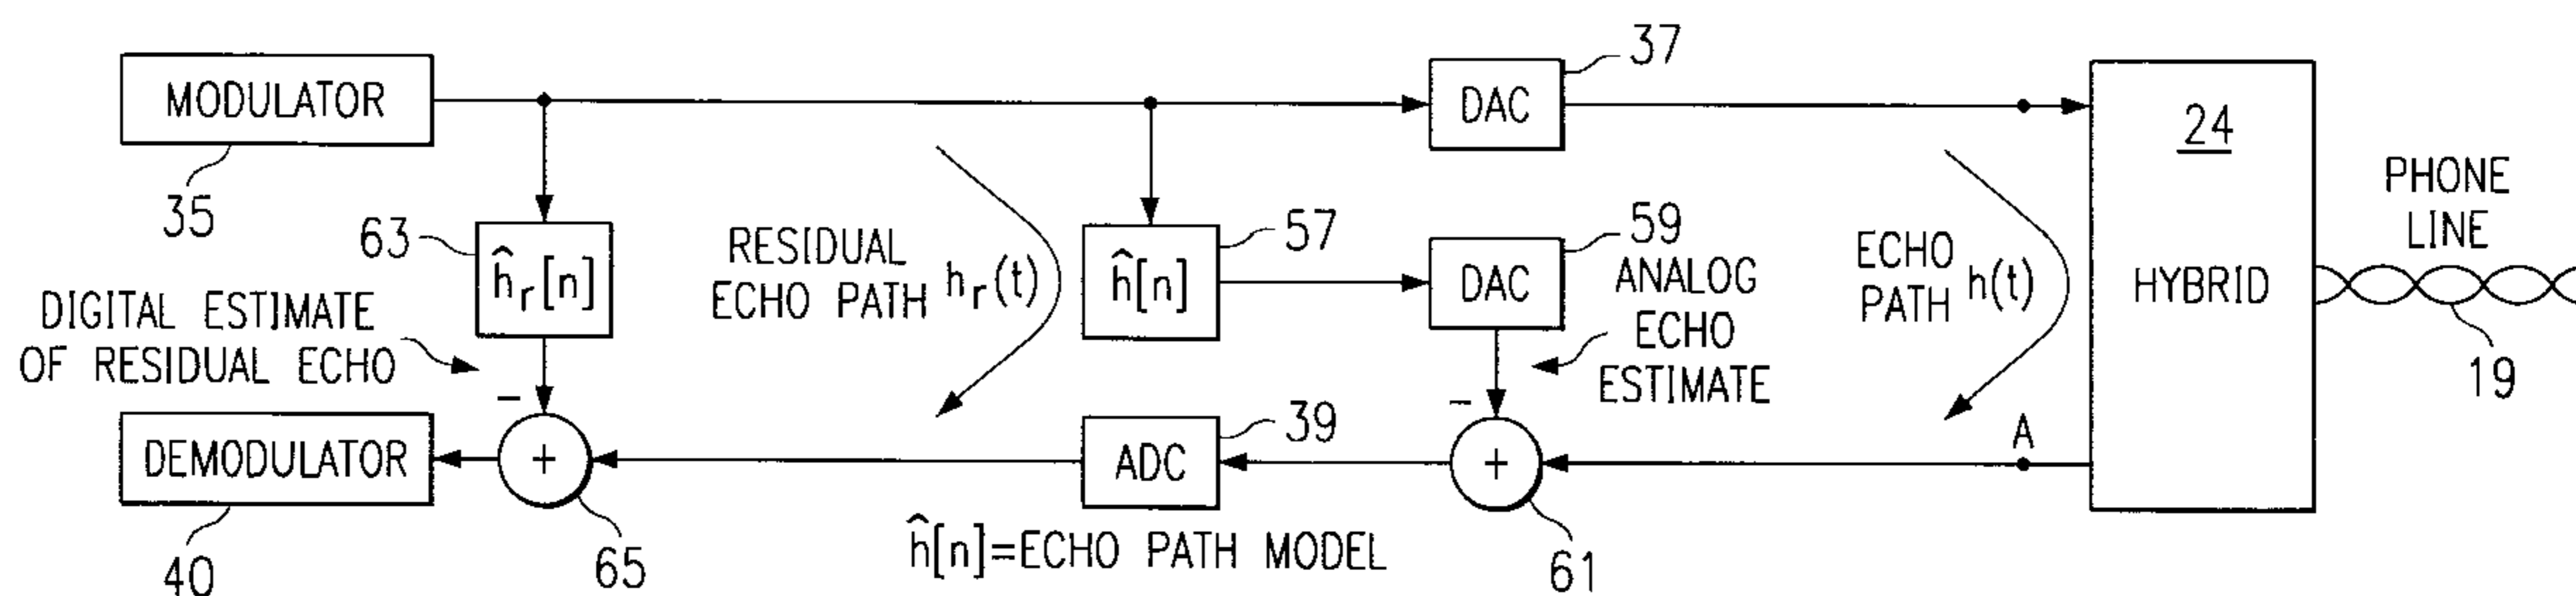 MODULATOR
35
DAC
37
24
HYBRID
PHONE
LINE
19
63
ĥr[n]
DIGITAL ESTIMATE
OF RESIDUAL ECHO
−
RESIDUAL
ECHO PATH hr(t)
57
ĥ[n]
59
DAC
ANALOG
ECHO
ESTIMATE
−
ECHO
PATH h(t)
A
DEMODULATOR
40
+
65
ADC
39
+
61
ĥ[n]=ECHO PATH MODEL